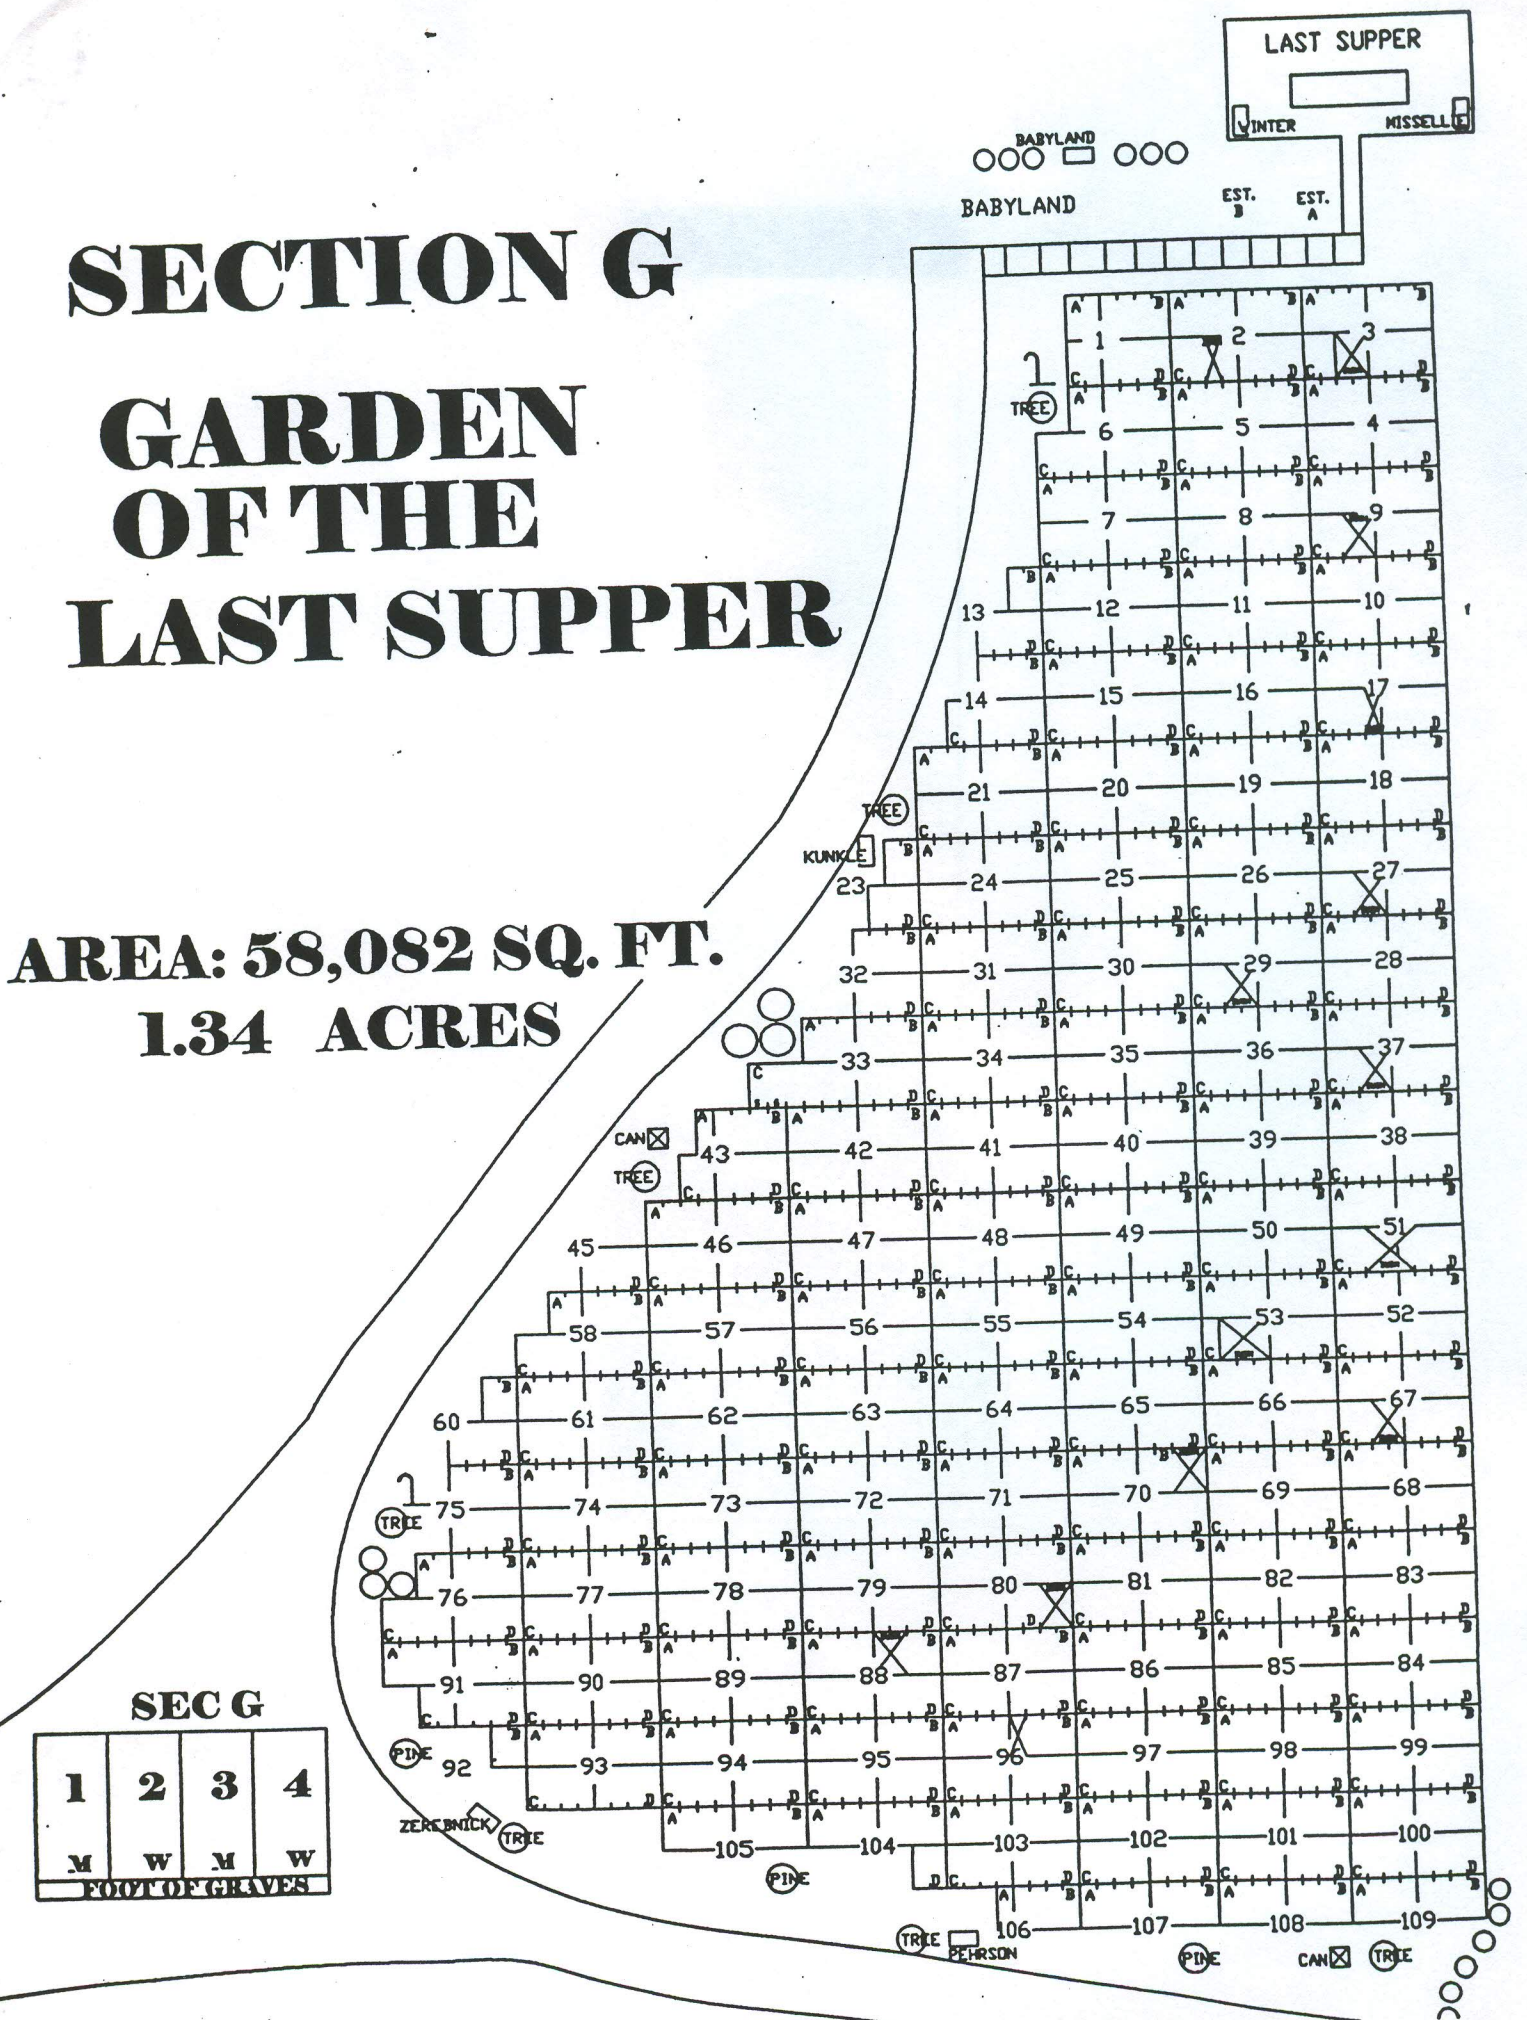 LAST SUPPER
VINTER MISSELLE
BABYLAND
BABYLAND
EST. B EST. A
SECTION G
GARDEN
OF THE
LAST SUPPER
A B A B A B
1 2 3
C D C D C D
A B A B A B
TREE
6 5 4
C D C D C D
A B A B A B
7 8 9
B C D C D C D
A B A B A B
13 12 11 10
D C D C D C D
B A B A B A B
14 15 16 17
C D C D C D C D
A B A B A B A B
21 20 19 18
TREE
C D C D C D C D
B A B A B A B A B
KUNKLE
23 24 25 26 27
D C D C D C D C D
B A B A B A B A B
AREA: 58,082 SQ. FT.
1.34 ACRES
32 31 30 29 28
D C D C D C D C D
A B A B A B A B A B
33 34 35 36 37
C D C D C D C D
A B A B A B A B A B A B
CAN
TREE
43 42 41 40 39 38
C D C D C D C D C D C D
A B A B A B A B A B A B
45 46 47 48 49 50 51
D C D C D C D C D C D C D
A B A B A B A B A B A B A B
58 57 56 55 54 53 52
C D C D C D C D C D C D C D
B A B A B A B A B A B A B A B
60 61 62 63 64 65 66 67
D C D C D C D C D C D C D C D
B A B A B A B A B A B A B A B
TREE
75 74 73 72 71 70 69 68
D C D C D C D C D C D C D C D
A B A B A B A B A B A B A B A B
76 77 78 79 80 81 82 83
C D C D C D C D C D C D C D C D
A B A B A B A B A B A B A B A B
91 90 89 88 87 86 85 84
C D C D C D C D C D C D C D C D
A B A B A B A B A B A B A B
PINE
92 93 94 95 96 97 98 99
C D C D C D C D C D C D C D
A B A B A B A B A B A B
ZEREBNICK
TREE
105 104 103 102 101 100
PINE
D C D C D C D C D
A B A B A B A B
106 107 108 109
TREE PEHRSON PINE CAN TREE
SEC G
1 2 3 4
M W M W
FOOT OF GRAVES